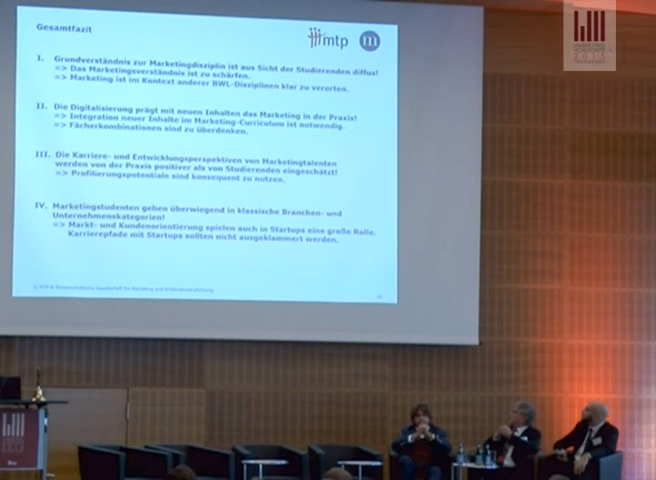 Gesamtfazit
mtp
m
I. Grundverständnis zur Marketingdisziplin ist aus Sicht der Studierenden diffus!
=> Das Marketingsverständnis ist zu schärfen.
=> Marketing ist im Kontext anderer BWL-Disziplinen klar zu verorten.
II. Die Digitalisierung prägt mit neuen Inhalten das Marketing in der Praxis!
=> Integration neuer Inhalte im Marketing-Curriculum ist notwendig.
=> Fächerkombinationen sind zu überdenken.
III. Die Karriere- und Entwicklungsperspektiven von Marketingtalenten
werden von der Praxis positiver als von Studierenden eingeschätzt!
=> Profilierungspotentiale sind konsequent zu nutzen.
IV. Marketingstudenten gehen überwiegend in klassische Branchen- und
Unternehmenskategorien!
=> Markt- und Kundenorientierung spielen auch in Startups eine große Rolle.
Karrierepfade mit Startups sollten nicht ausgeklammert werden.